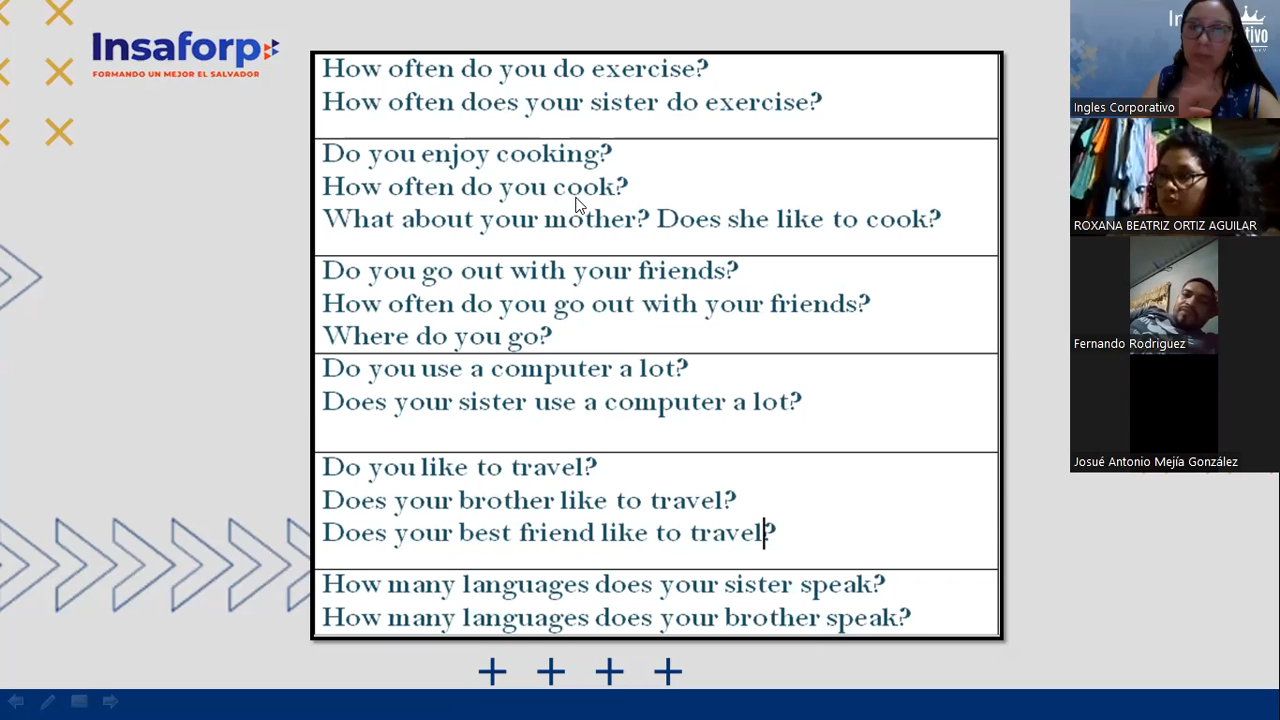 Insaforp
FORMANDO UN MEJOR EL SALVADOR
How often do you do exercise?
How often does your sister do exercise?
Do you enjoy cooking?
How often do you cook?
What about your mother? Does she like to cook?
Do you go out with your friends?
How often do you go out with your friends?
Where do you go?
Do you use a computer a lot?
Does your sister use a computer a lot?
Do you like to travel?
Does your brother like to travel?
Does your best friend like to travel?
How many languages does your sister speak?
How many languages does your brother speak?
Ingles Corporativo
ROXANA BEATRIZ ORTIZ AGUILAR
Fernando Rodriguez
Josué Antonio Mejía González